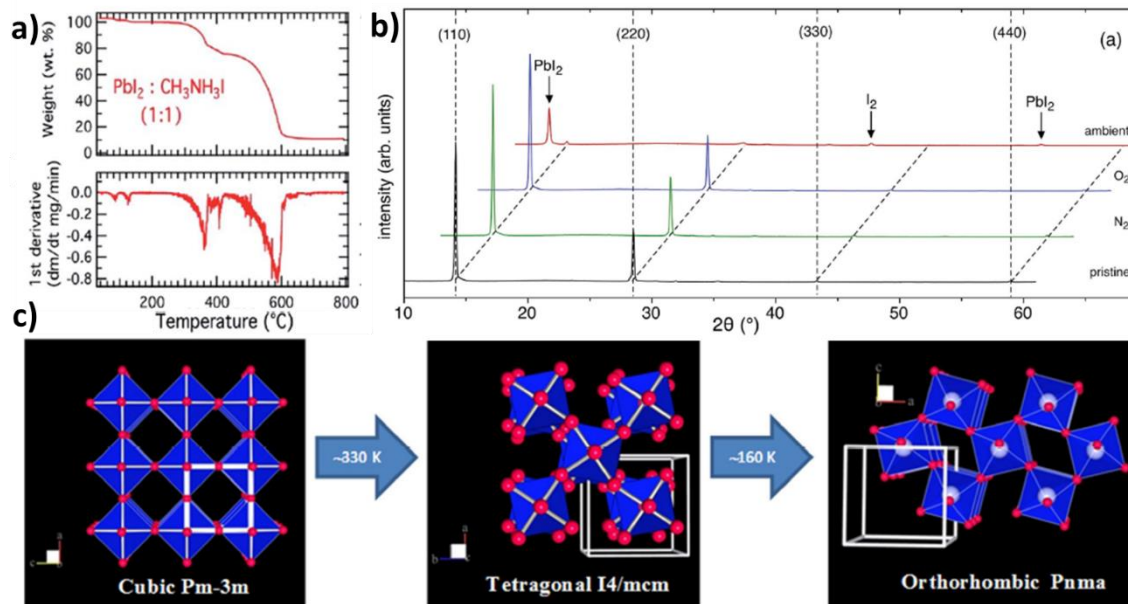 a)
100
80
60
40
20
0
Weight (wt. %)
PbI2 : CH3NH3I
(1:1)
0.0
-0.2
-0.4
-0.6
-0.8
1st derivative
(dm/dt mg/min)
200 400 600 800
Temperature (°C)
b)
(110) (220) (330) (440)
(a)
PbI2
I2
PbI2
ambient
O2
N2
pristine
intensity (arb. units)
10 20 30 40 50 60
2θ (°)
c)
c b a
Cubic Pm-3m
~330 K
a b c
Tetragonal I4/mcm
~160 K
c b a
Orthorhombic Pnma